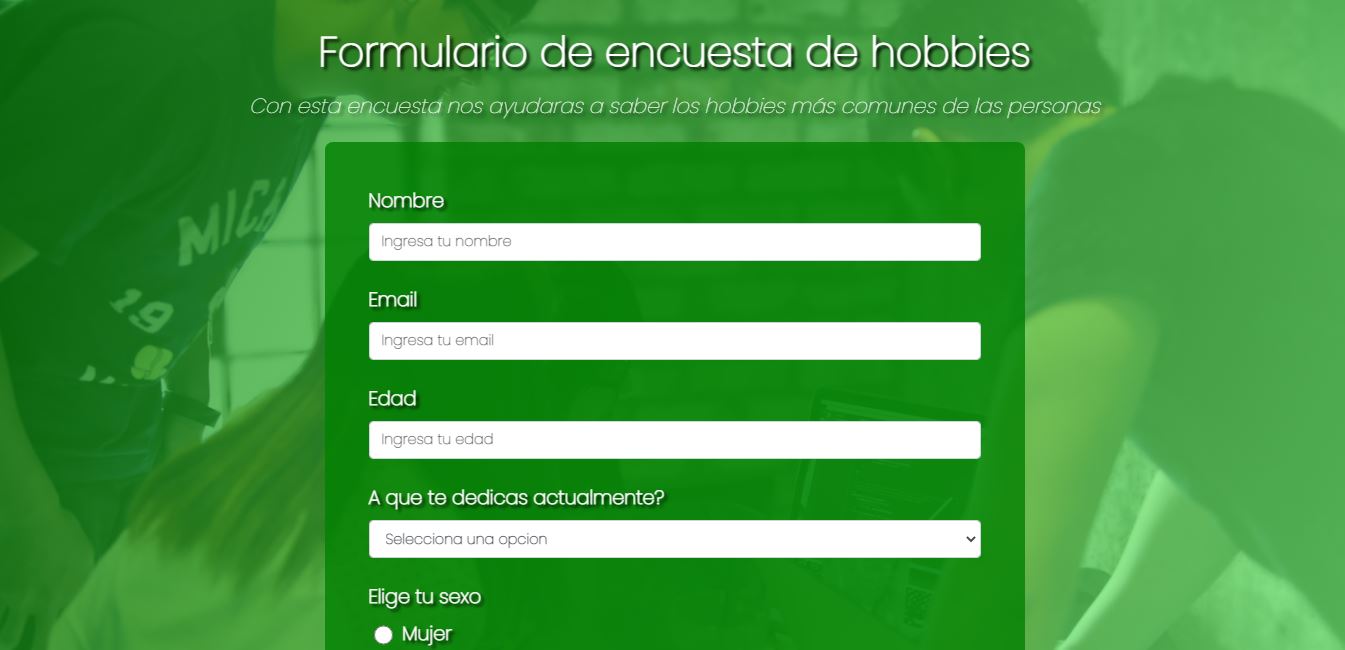 Formulario de encuesta de hobbies
Con esta encuesta nos ayudaras a saber los hobbies más comunes de las personas
MICA
19
Nombre
Ingresa tu nombre
Email
Ingresa tu email
Edad
Ingresa tu edad
A que te dedicas actualmente?
Selecciona una opcion
Elige tu sexo
Mujer